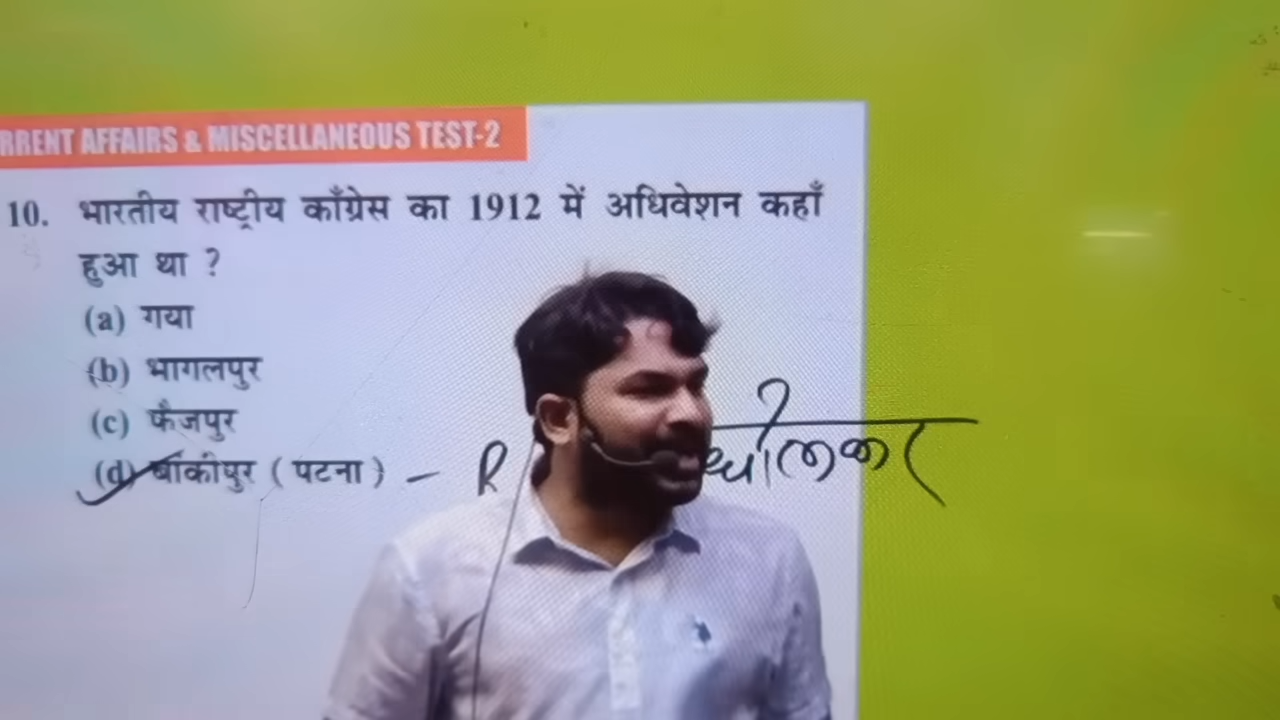 RRENT AFFAIRS & MISCELLANEOUS TEST-2
10. भारतीय राष्ट्रीय काँग्रेस का 1912 में अधिवेशन कहाँ
हुआ था ?
(a) गया
(b) भागलपुर
(c) फैजपुर
(d) बांकीपुर ( पटना ) – R